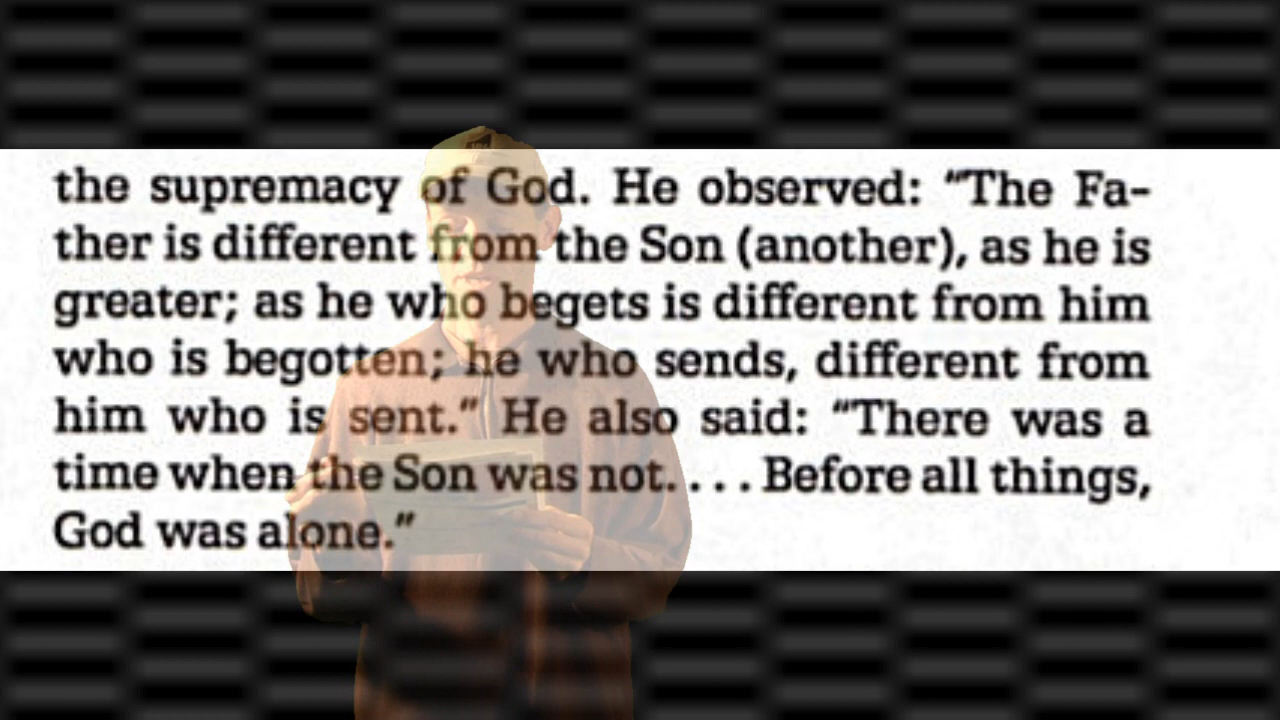 the supremacy of God. He observed: “The Fa-
ther is different from the Son (another), as he is
greater; as he who begets is different from him
who is begotten; he who sends, different from
him who is sent.” He also said: “There was a
time when the Son was not. . . . Before all things,
God was alone.”